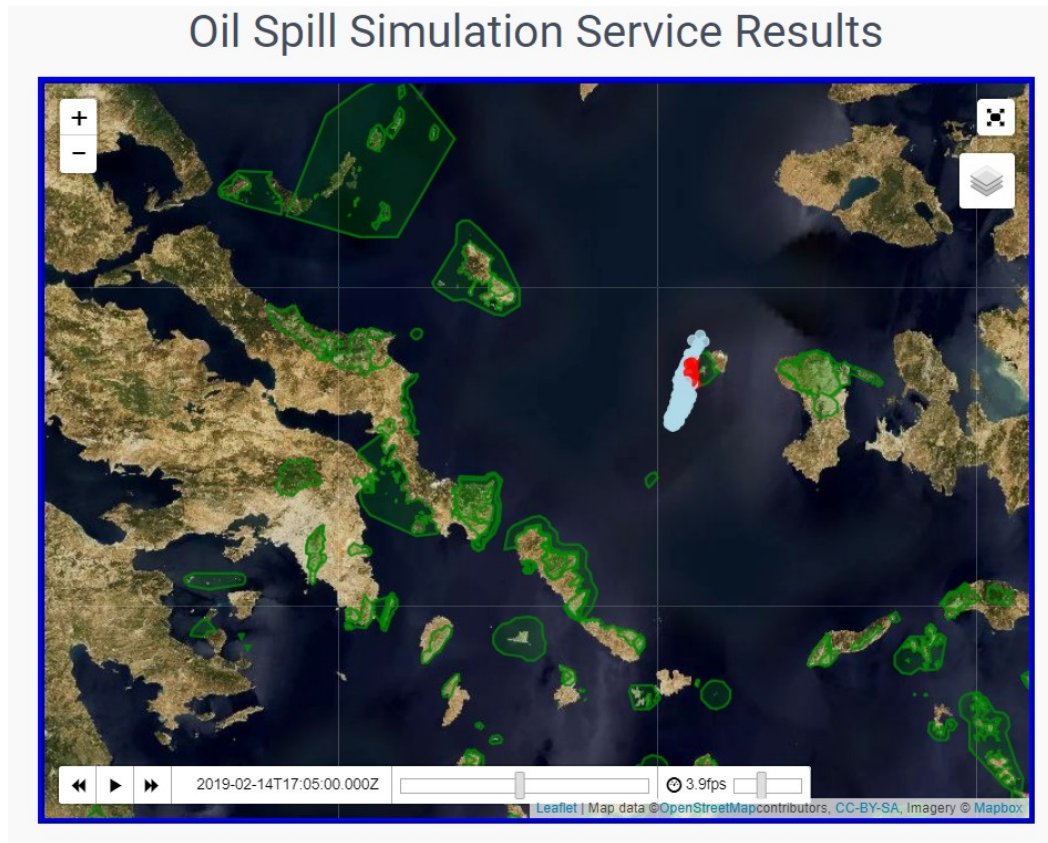 Oil Spill Simulation Service Results
+
−
2019-02-14T17:05:00.000Z
3.9fps
Leaflet | Map data ©OpenStreetMapcontributors, CC-BY-SA, Imagery © Mapbox